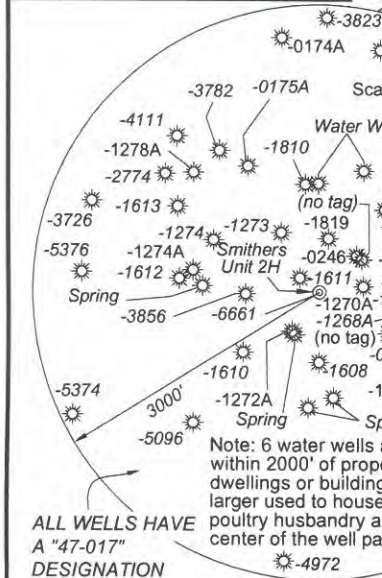 -3823
-0174A
-3782
-0175A
Sca
-4111
Water W
-1278A
-1810
-2774
(no tag)
-1613
-3726
-1819
-1274
-1273
-5376
-1274A
Smithers
-0246
-1612
Unit 2H
-1611
Spring
-1270A
-3856
-6661
-1268A
(no tag)
-1610
-1608
3000'
-1272A
-5374
Spring
Sp
-5096
Note: 6 water wells a
within 2000' of propo
dwellings or building
larger used to house
poultry husbandry a
center of the well pa
ALL WELLS HAVE
A "47-017"
DESIGNATION
-4972